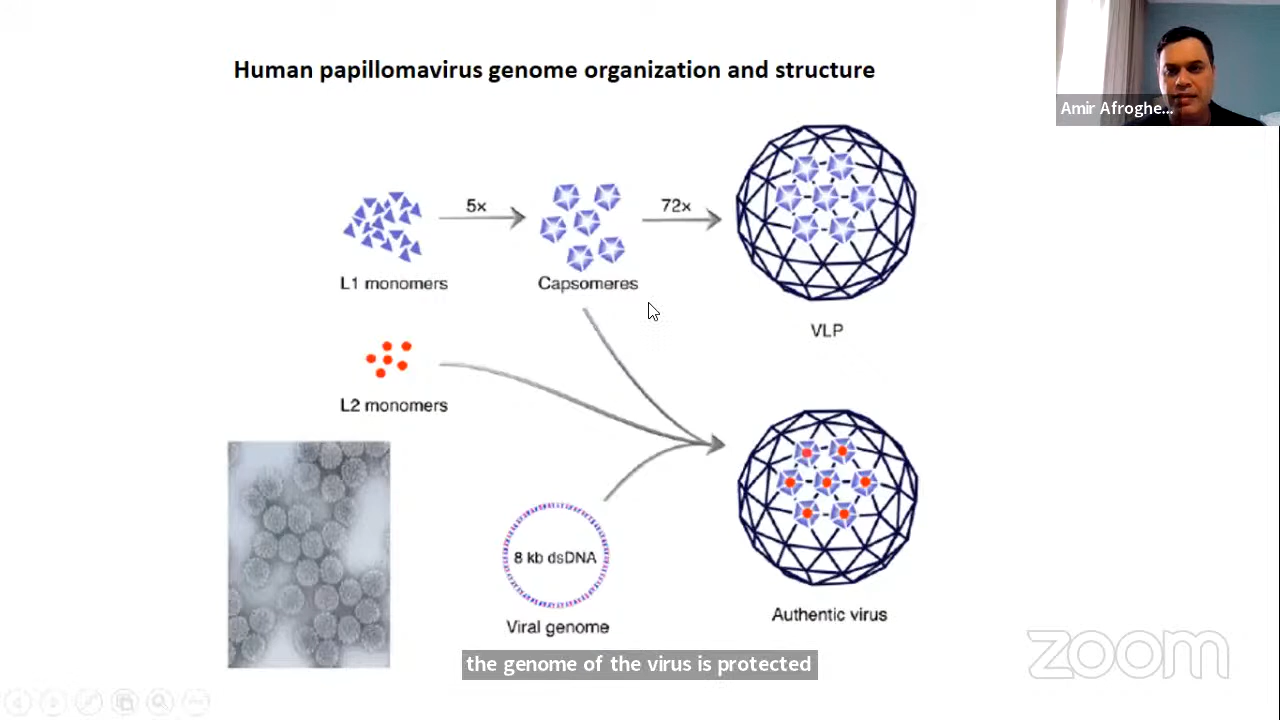 Human papillomavirus genome organization and structure
Amir Afroghe...
5x
72x
L1 monomers
Capsomeres
VLP
L2 monomers
8 kb dsDNA
Viral genome
Authentic virus
the genome of the virus is protected
zoom